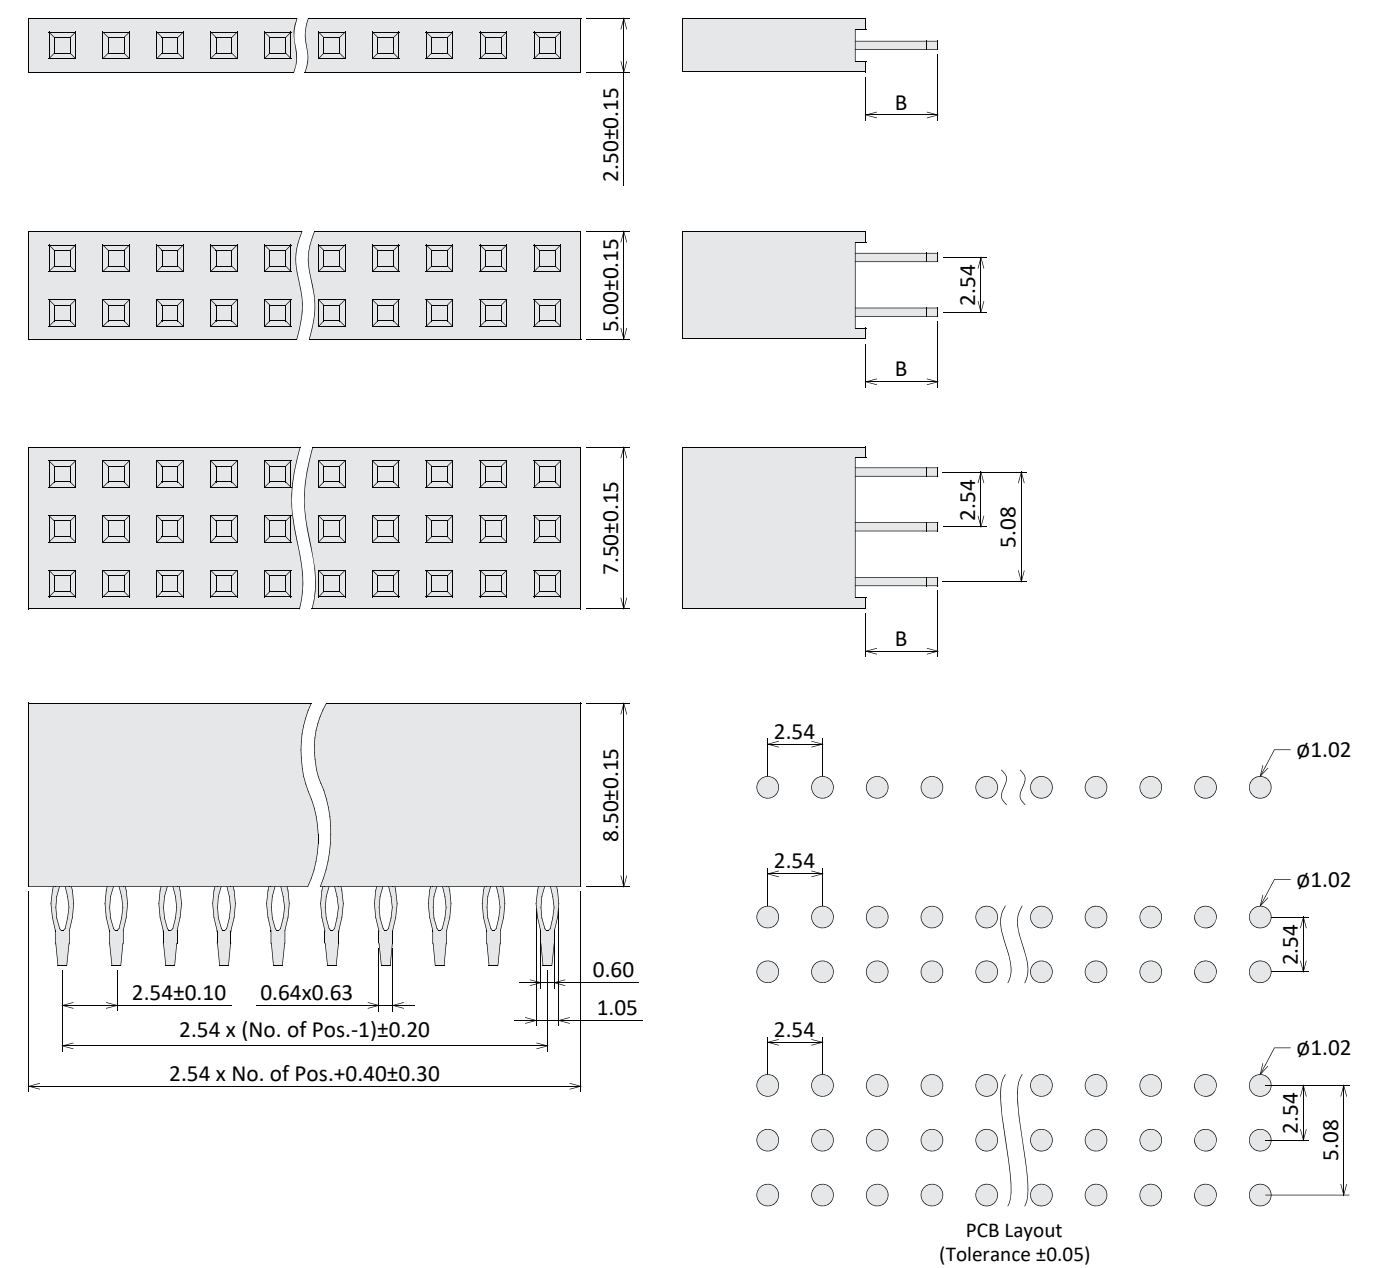 2.50±0.15
B
5.00±0.15
2.54
B
7.50±0.15
2.54
5.08
B
8.50±0.15
2.54±0.10
0.64x0.63
0.60
1.05
2.54 x (No. of Pos.-1)±0.20
2.54 x No. of Pos.+0.40±0.30
2.54
ø1.02
2.54
ø1.02
2.54
2.54
ø1.02
2.54
5.08
PCB Layout
(Tolerance ±0.05)